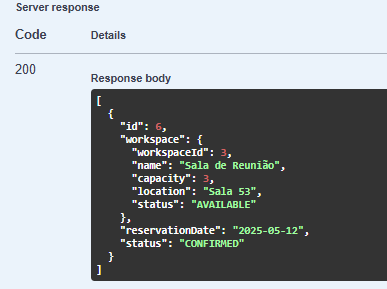 Server response
Code Details
200
Response body
[
  {
    "id": 6,
    "workspace": {
      "workspaceId": 3,
      "name": "Sala de Reunião",
      "capacity": 3,
      "location": "Sala 53",
      "status": "AVAILABLE"
    },
    "reservationDate": "2025-05-12",
    "status": "CONFIRMED"
  }
]